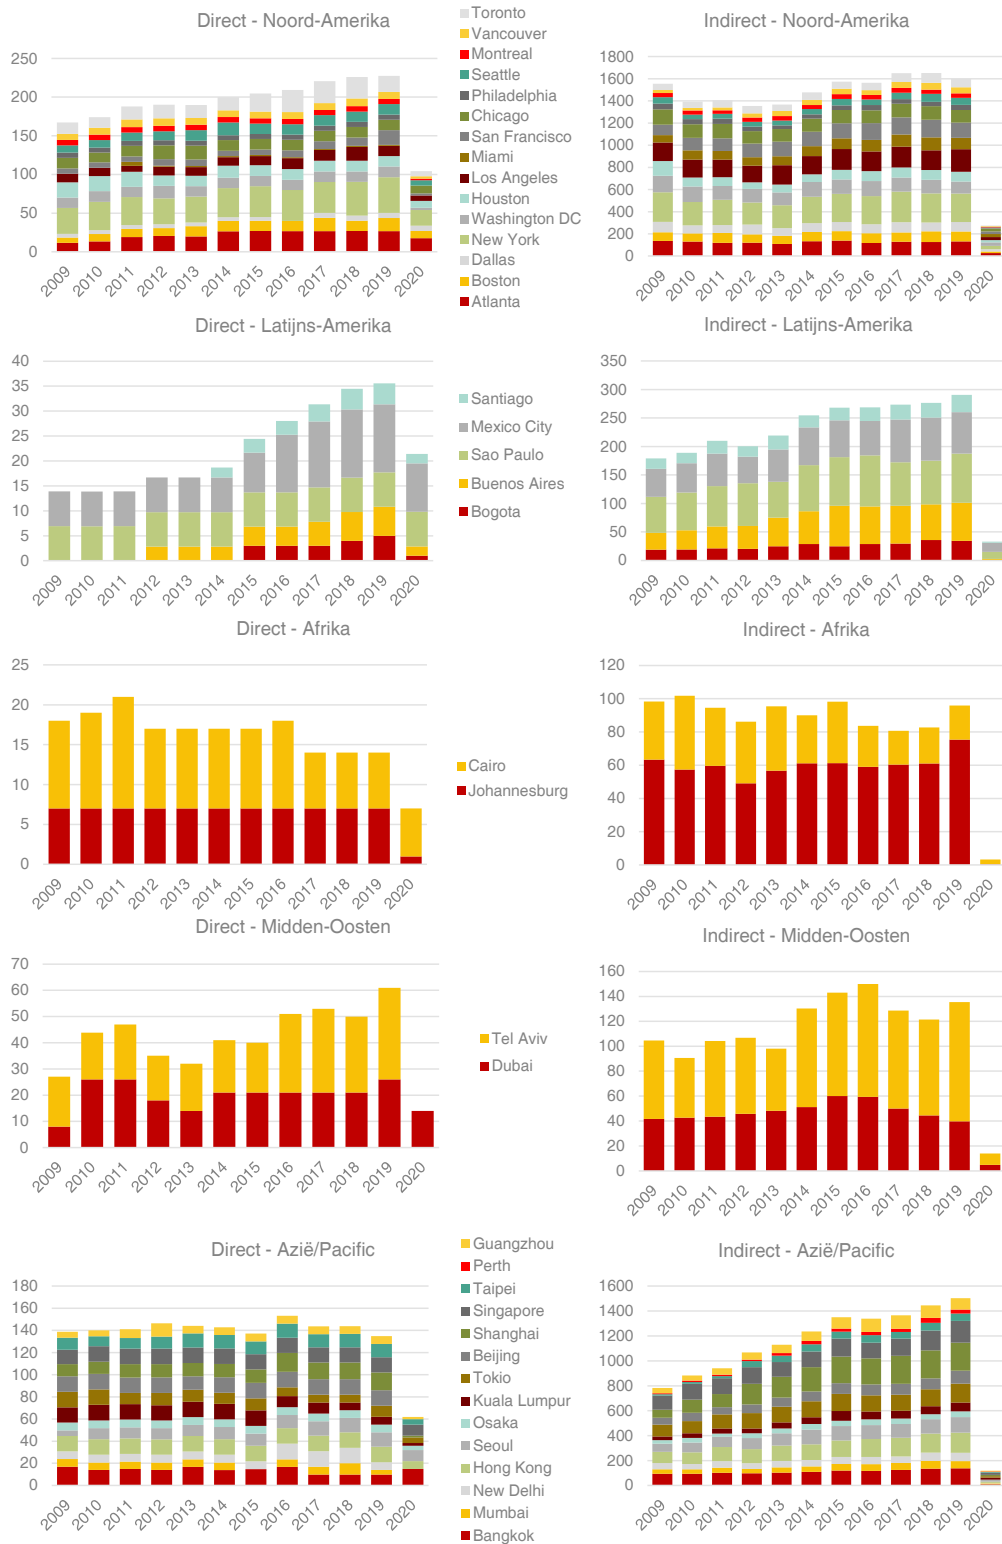 Direct - Noord-Amerika
250
200
150
100
50
0
2009 2010 2011 2012 2013 2014 2015 2016 2017 2018 2019 2020
Toronto
Vancouver
Montreal
Seattle
Philadelphia
Chicago
San Francisco
Miami
Los Angeles
Houston
Washington DC
New York
Dallas
Boston
Atlanta
Indirect - Noord-Amerika
1800
1600
1400
1200
1000
800
600
400
200
0
2009 2010 2011 2012 2013 2014 2015 2016 2017 2018 2019 2020
Direct - Latijns-Amerika
40
35
30
25
20
15
10
5
0
2009 2010 2011 2012 2013 2014 2015 2016 2017 2018 2019 2020
Santiago
Mexico City
Sao Paulo
Buenos Aires
Bogota
Indirect - Latijns-Amerika
350
300
250
200
150
100
50
0
2009 2010 2011 2012 2013 2014 2015 2016 2017 2018 2019 2020
Direct - Afrika
25
20
15
10
5
0
2009 2010 2011 2012 2013 2014 2015 2016 2017 2018 2019 2020
Cairo
Johannesburg
Indirect - Afrika
120
100
80
60
40
20
0
2009 2010 2011 2012 2013 2014 2015 2016 2017 2018 2019 2020
Direct - Midden-Oosten
70
60
50
40
30
20
10
0
2009 2010 2011 2012 2013 2014 2015 2016 2017 2018 2019 2020
Tel Aviv
Dubai
Indirect - Midden-Oosten
160
140
120
100
80
60
40
20
0
2009 2010 2011 2012 2013 2014 2015 2016 2017 2018 2019 2020
Direct - Azië/Pacific
180
160
140
120
100
80
60
40
20
0
2009 2010 2011 2012 2013 2014 2015 2016 2017 2018 2019 2020
Guangzhou
Perth
Taipei
Singapore
Shanghai
Beijing
Tokio
Kuala Lumpur
Osaka
Seoul
Hong Kong
New Delhi
Mumbai
Bangkok
Indirect - Azië/Pacific
1600
1400
1200
1000
800
600
400
200
0
2009 2010 2011 2012 2013 2014 2015 2016 2017 2018 2019 2020